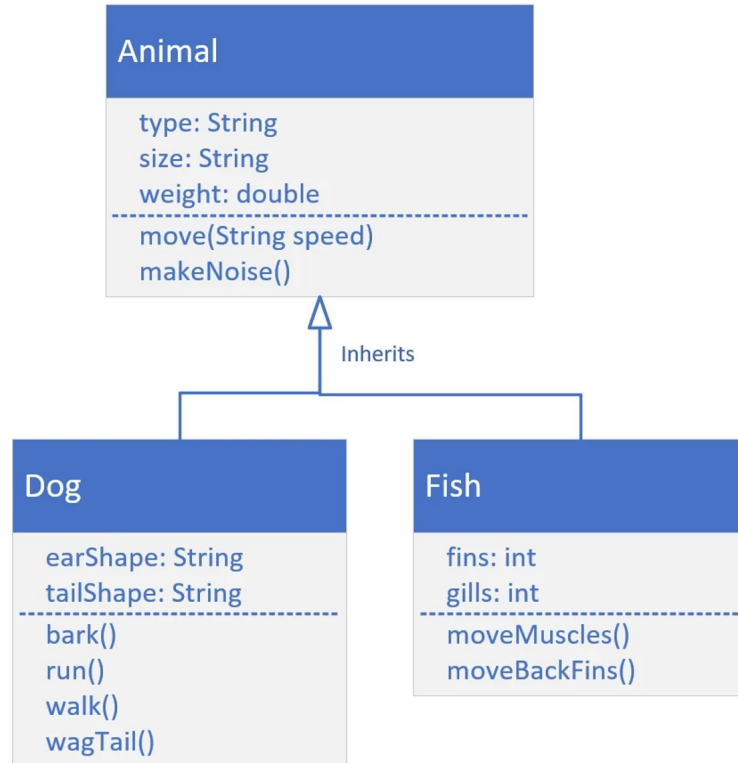 Animal
type: String
size: String
weight: double
move(String speed)
makeNoise()
Inherits
Dog
earShape: String
tailShape: String
bark()
run()
walk()
wagTail()
Fish
fins: int
gills: int
moveMuscles()
moveBackFins()